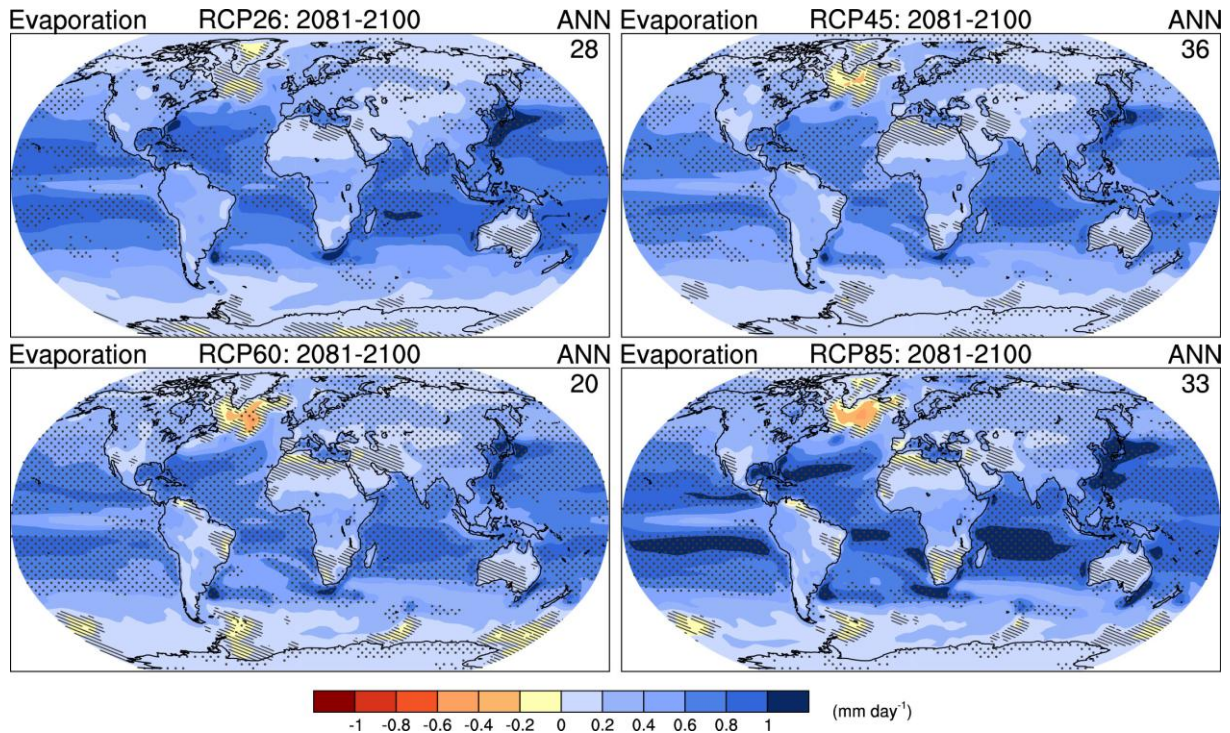 Evaporation RCP26: 2081-2100 ANN
28
Evaporation RCP45: 2081-2100 ANN
36
Evaporation RCP60: 2081-2100 ANN
20
Evaporation RCP85: 2081-2100 ANN
33
-1 -0.8 -0.6 -0.4 -0.2 0 0.2 0.4 0.6 0.8 1 (mm day⁻¹)